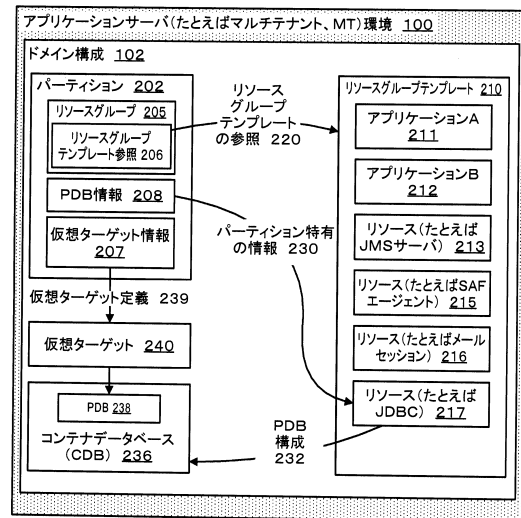 アプリケーションサーバ(たとえばマルチテナント、MT)環境 100
ドメイン構成 102
パーティション 202
リソースグループ 205
リソースグループ
テンプレート参照 206
PDB情報 208
仮想ターゲット情報
207
仮想ターゲット定義 239
仮想ターゲット 240
PDB 238
コンテナデータベース
(CDB) 236
リソース
グループ
テンプレート
の参照 220
パーティション特有
の情報 230
PDB
構成
232
リソースグループテンプレート 210
アプリケーションA
211
アプリケーションB
212
リソース(たとえば
JMSサーバ) 213
リソース(たとえばSAF
エージェント) 215
リソース(たとえばメール
セッション) 216
リソース(たとえば
JDBC) 217